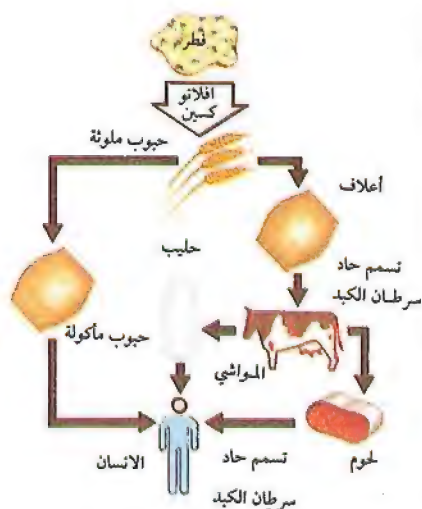 فطر
افلاتو
كسين
حبوب ملوثة
أعلاف
حليب
تسمم حاد
سرطان الكبد
حبوب مأكولة
المواشي
لحوم
تسمم حاد
الانسان
سرطان الكبد